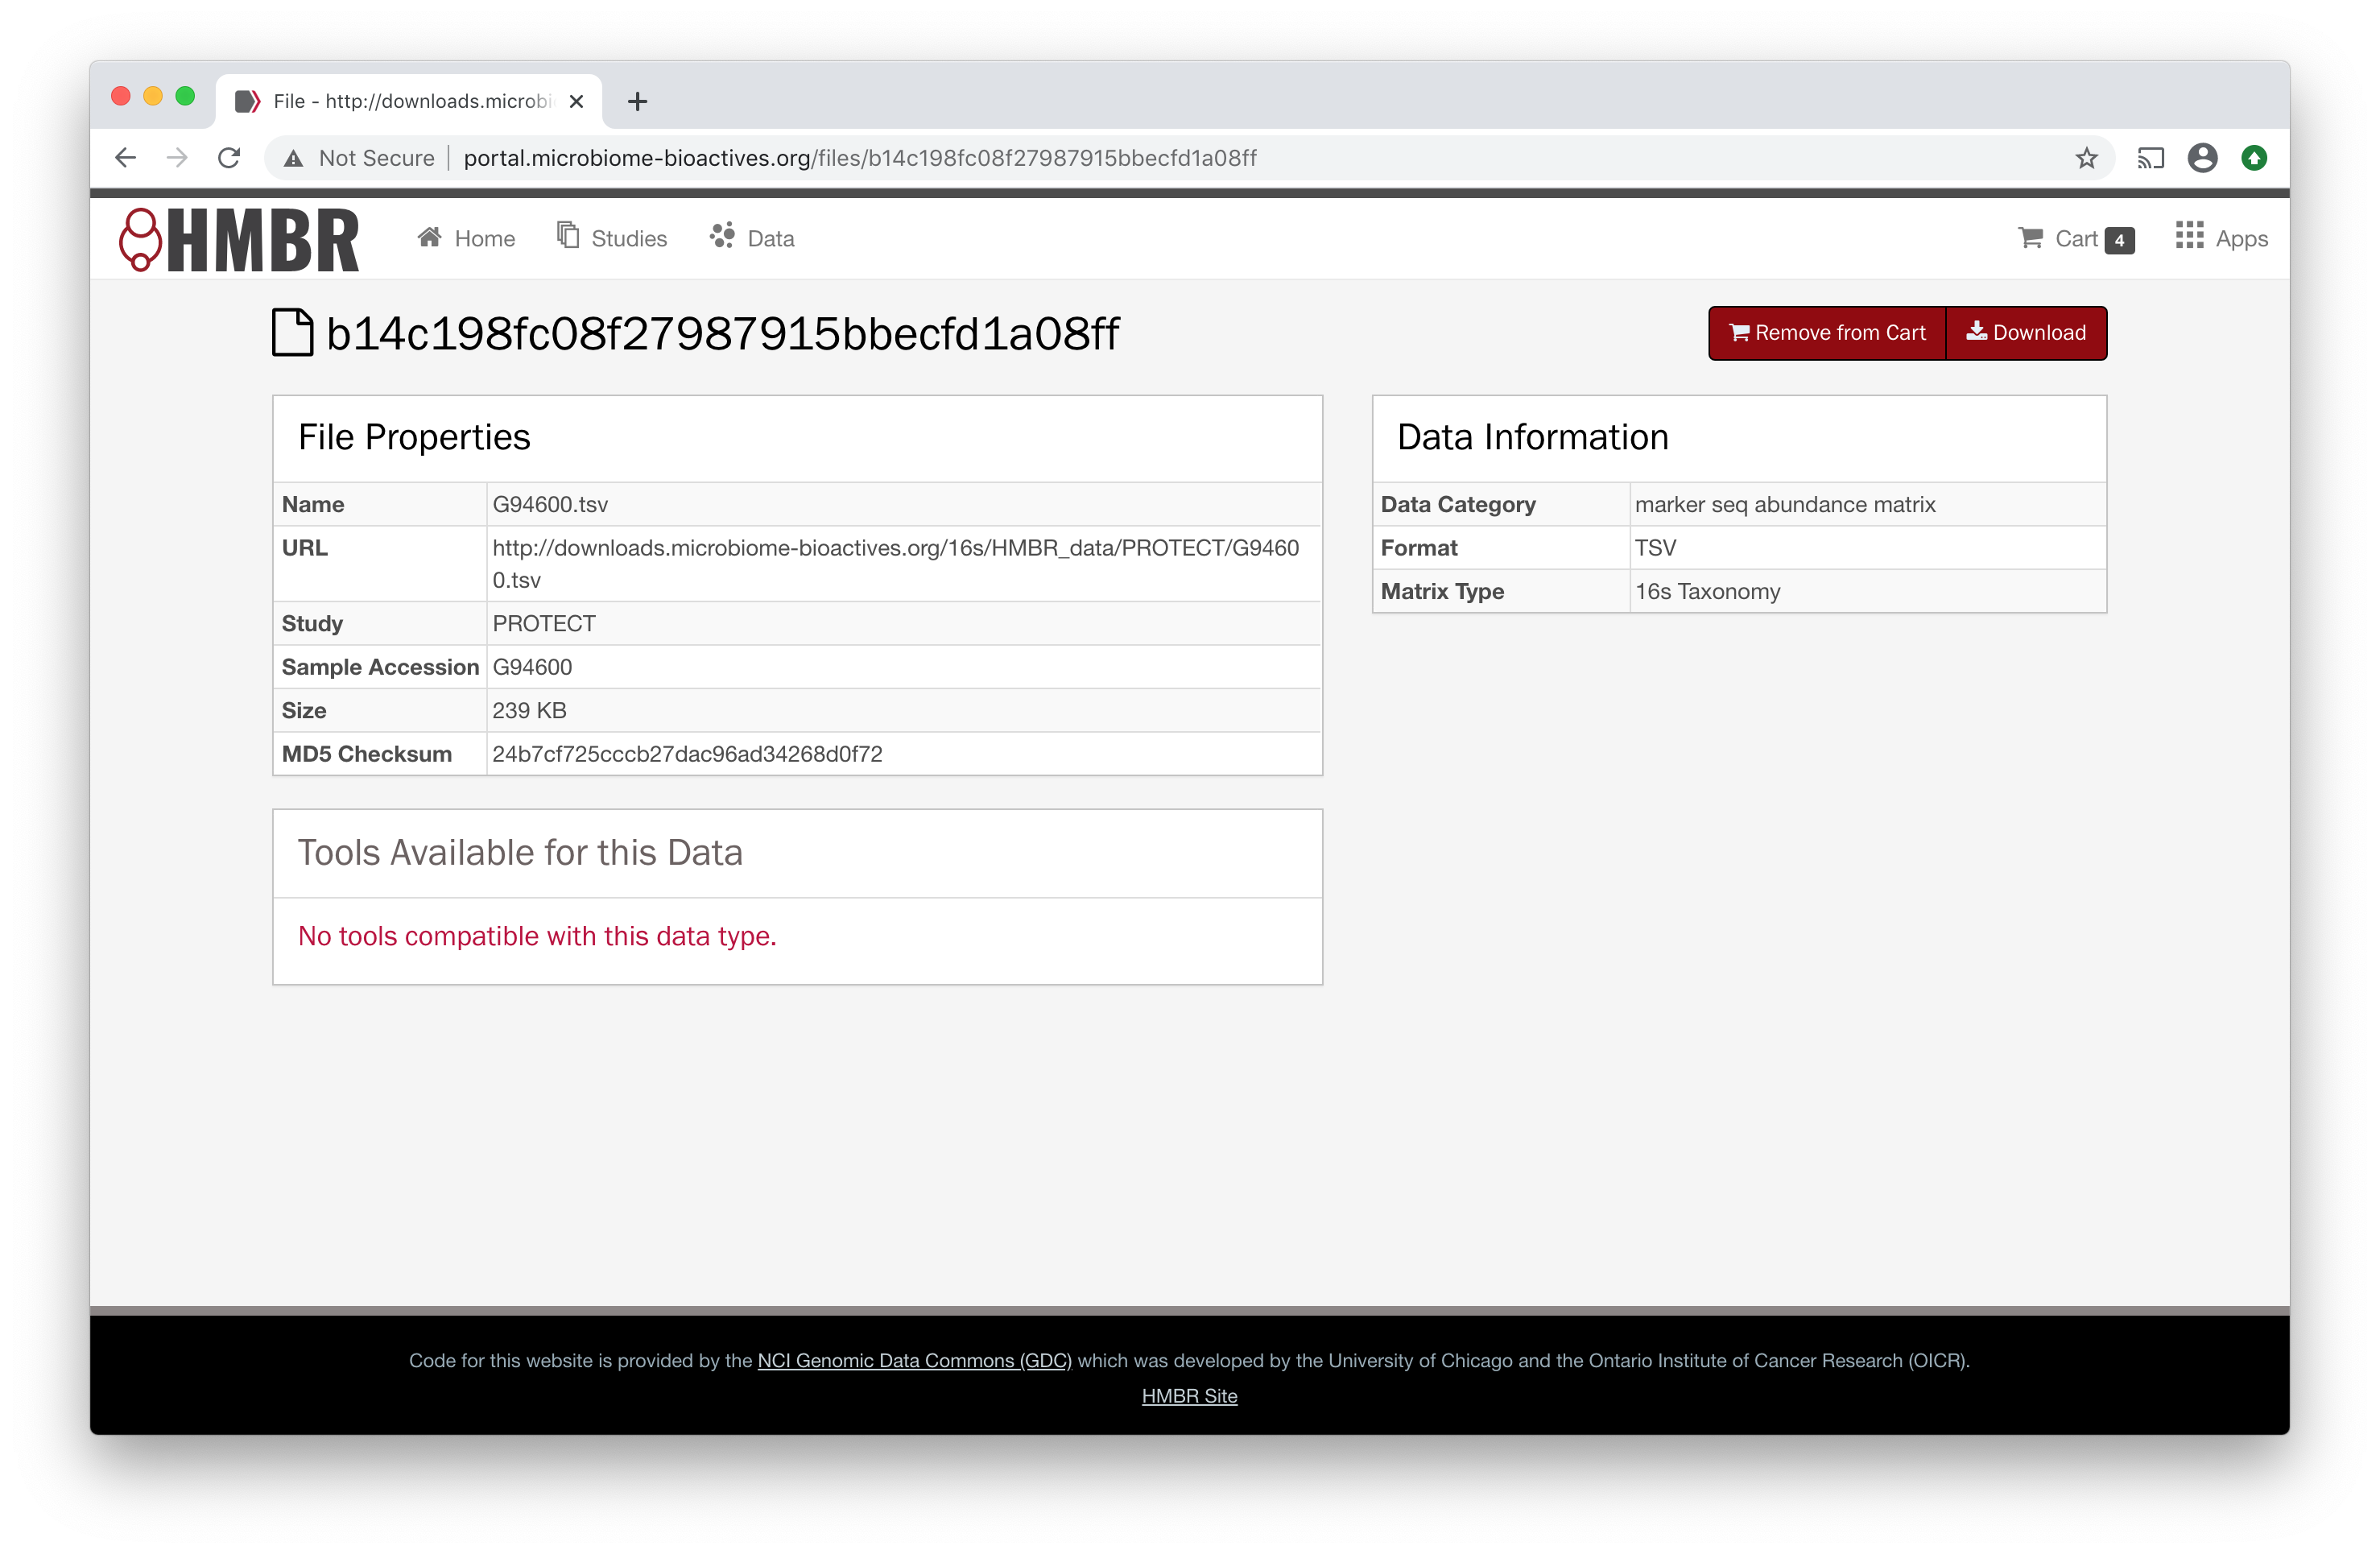 File - http://downloads.microbi
Not Secure portal.microbiome-bioactives.org/files/b14c198fc08f27987915bbecfd1a08ff
HMBR Home Studies Data Cart 4 Apps
b14c198fc08f27987915bbecfd1a08ff Remove from Cart Download
File Properties
Name G94600.tsv
URL http://downloads.microbiome-bioactives.org/16s/HMBR_data/PROTECT/G9460
0.tsv
Study PROTECT
Sample Accession G94600
Size 239 KB
MD5 Checksum 24b7cf725cccb27dac96ad34268d0f72
Data Information
Data Category marker seq abundance matrix
Format TSV
Matrix Type 16s Taxonomy
Tools Available for this Data
No tools compatible with this data type.
Code for this website is provided by the NCI Genomic Data Commons (GDC) which was developed by the University of Chicago and the Ontario Institute of Cancer Research (OICR).
HMBR Site